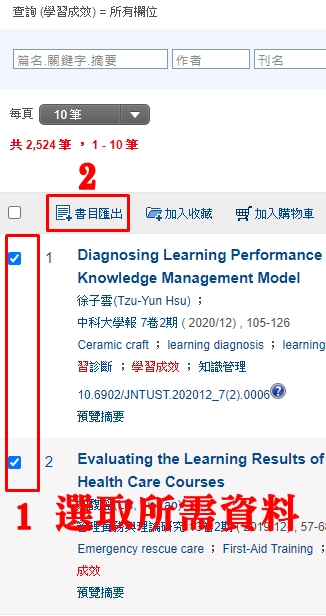 查詢 (學習成效) = 所有欄位
篇名.關鍵字.摘要 作者 刊名
每頁 10 筆
共 2,524 筆 ， 1 - 10 筆
2
書目匯出 加入收藏 加入購物車
1 Diagnosing Learning Performance
Knowledge Management Model
徐子雲(Tzu-Yun Hsu) ；
中科大學報 7卷2期 ( 2020/12) , 105-126
Ceramic craft ； learning diagnosis ； learning
習診斷 ； 學習成效 ； 知識管理
10.6902/JNTUST.202012_7(2).0006
預覽摘要
2 Evaluating the Learning Results of
Health Care Courses
1 選取所需資料
Emergency rescue care ； First-Aid Training ；
成效
預覽摘要